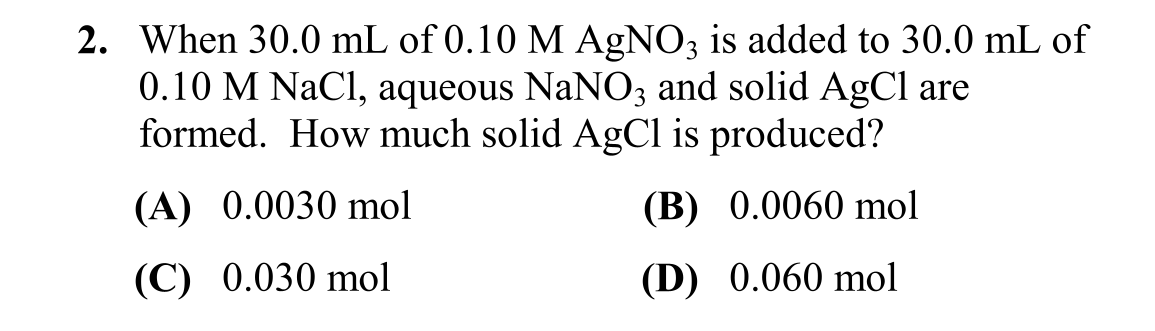 2. When 30.0 mL of 0.10 M AgNO₃ is added to 30.0 mL of
0.10 M NaCl, aqueous NaNO₃ and solid AgCl are
formed. How much solid AgCl is produced?
(A) 0.0030 mol (B) 0.0060 mol
(C) 0.030 mol (D) 0.060 mol